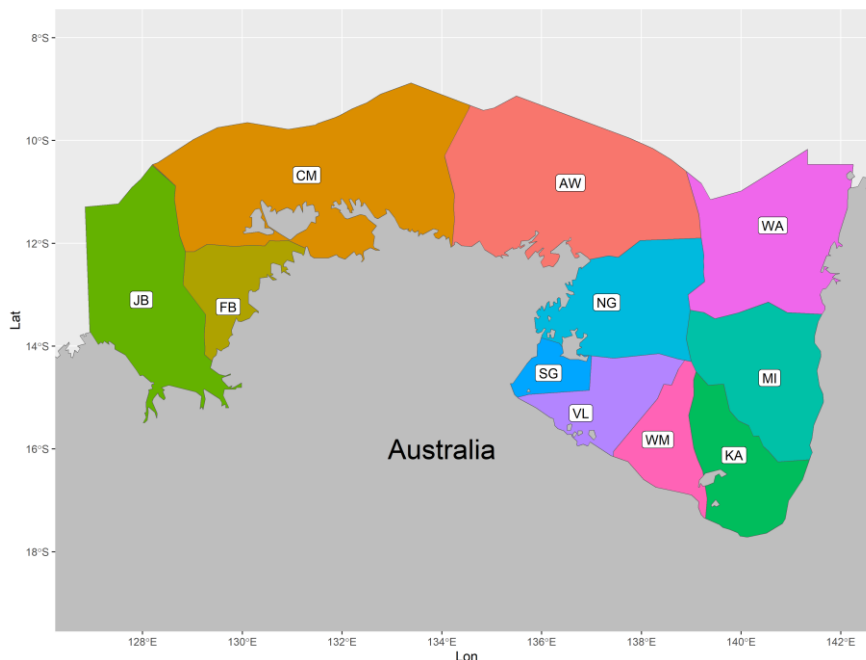 8°S
10°S
CM
AW
WA
12°S
JB
FB
NG
Lat
14°S
SG
MI
VL
16°S
Australia
WM
KA
18°S
128°E
130°E
132°E
134°E
136°E
138°E
140°E
142°E
Lon